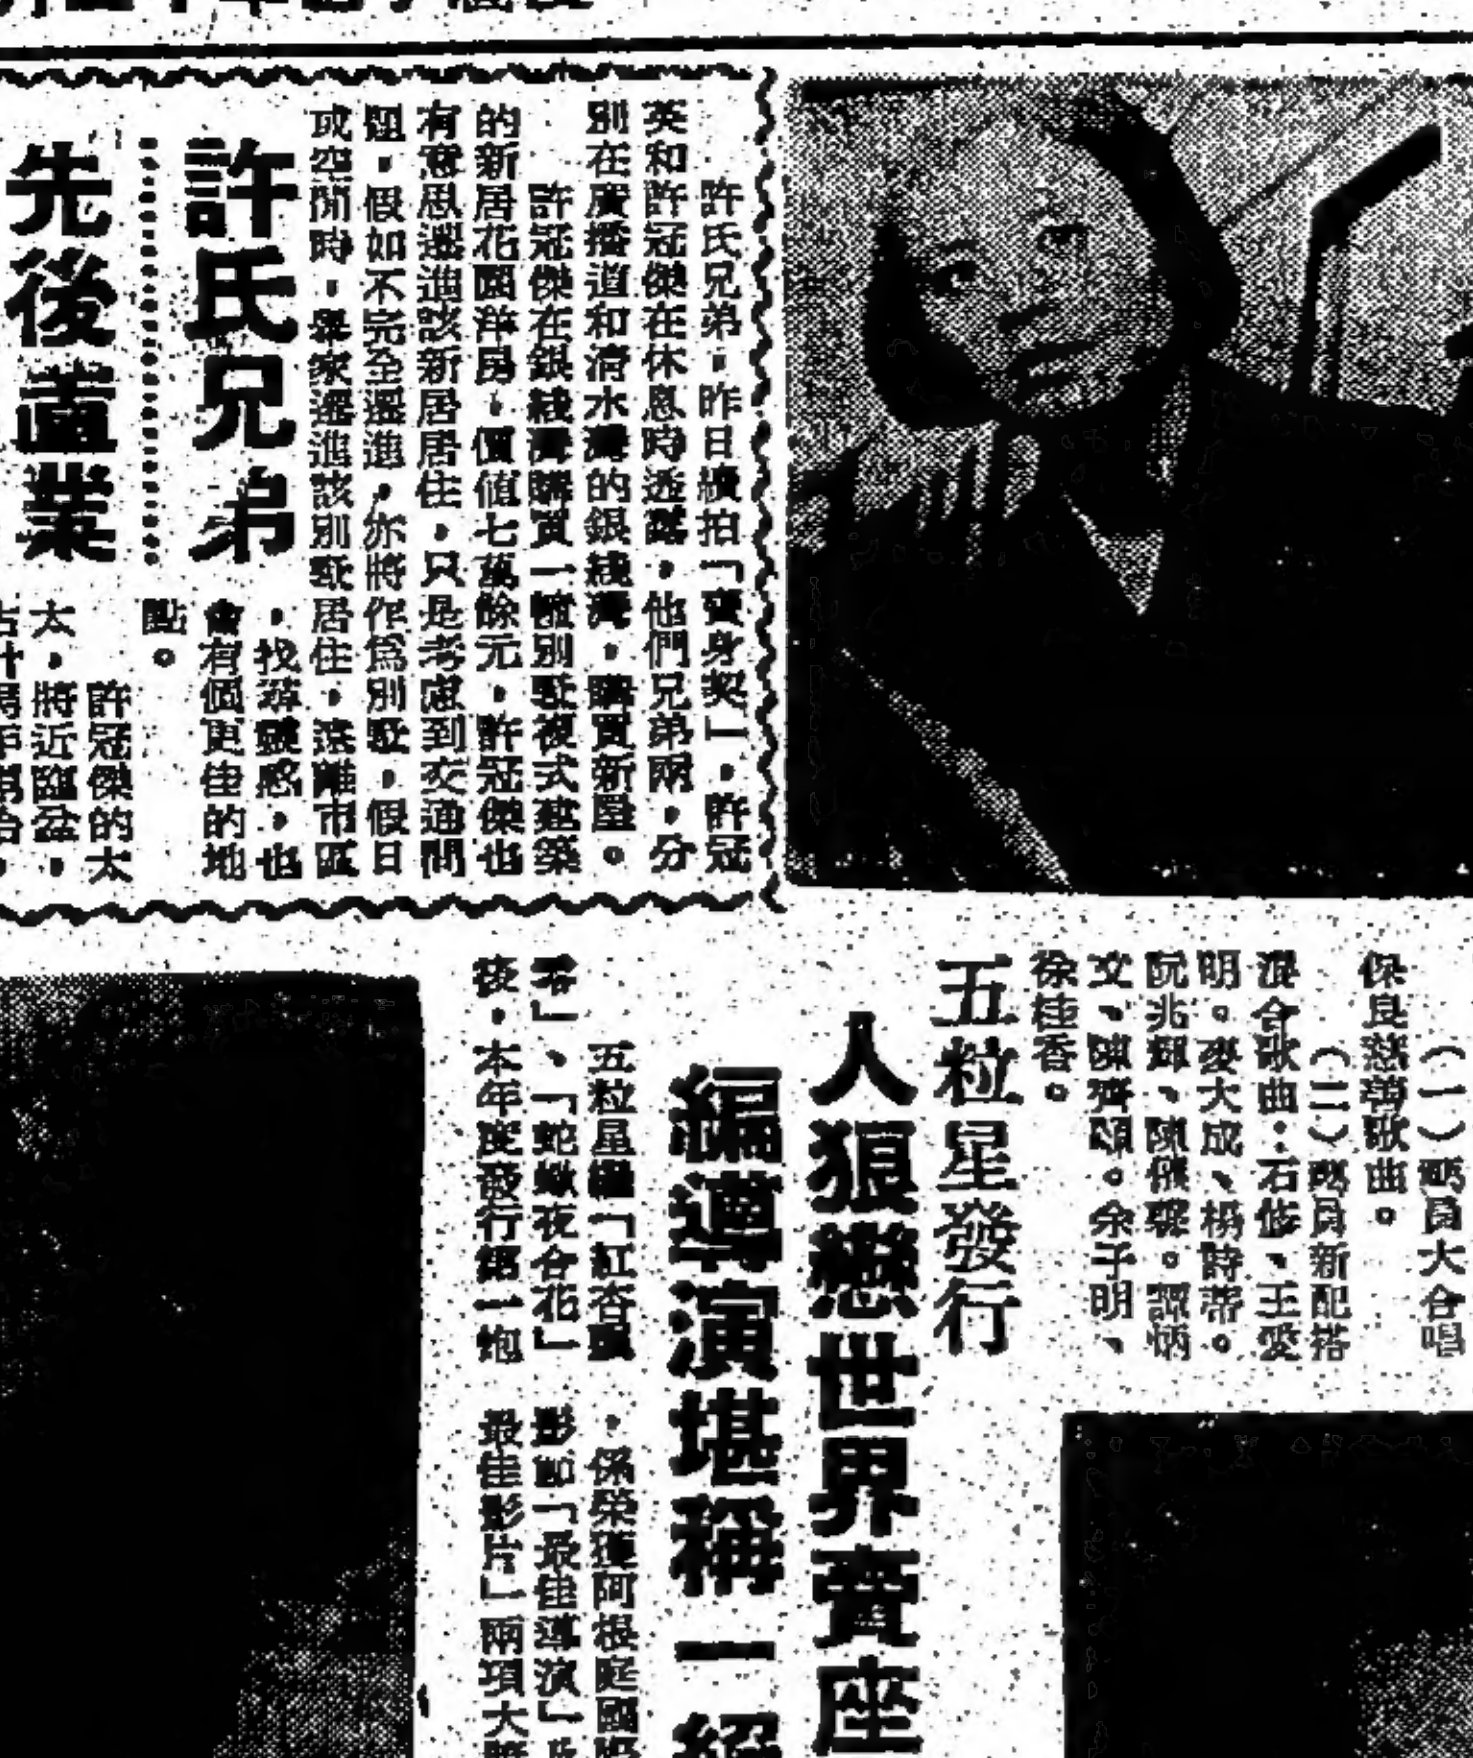 許氏兄弟
先後置業
許氏兄弟,昨日續拍「賣身契」,許冠
英和許冠傑在休息時透露,他們兄弟兩,分
別在廣播道和清水灣的銀綫灣,購買新屋。
許冠傑在銀綫灣購買一幢別墅複式建築
的新居花園洋房,價值七萬餘元,許冠傑也
有意思遷進該新居居住,只是考慮到交通問
題,假如不完全遷進,亦將作爲別墅,假日
或空閒時,舉家遷進該別墅居住,遠離市區
,找尋靈感,也
會有個更佳的地
點。
許冠傑的太
太,將近臨盆,
(一)員大合唱
保良慈善歌曲。
(二)員新配搭
混合歌曲:石修、王愛
明。麥大成、楊詩蒂。
阮兆輝、陳佩。譚炳
文、陳齊頌。余子明、
徐桂香。
五粒星發行
人狼戀世界賣座
編導演堪稱一絕
五粒星繼「紅杏
」、「蛇蠍夜合花」
後,本年度發行第一炮
,係榮獲阿根庭國際
影節「最佳導演」及
最佳影片」兩項大獎